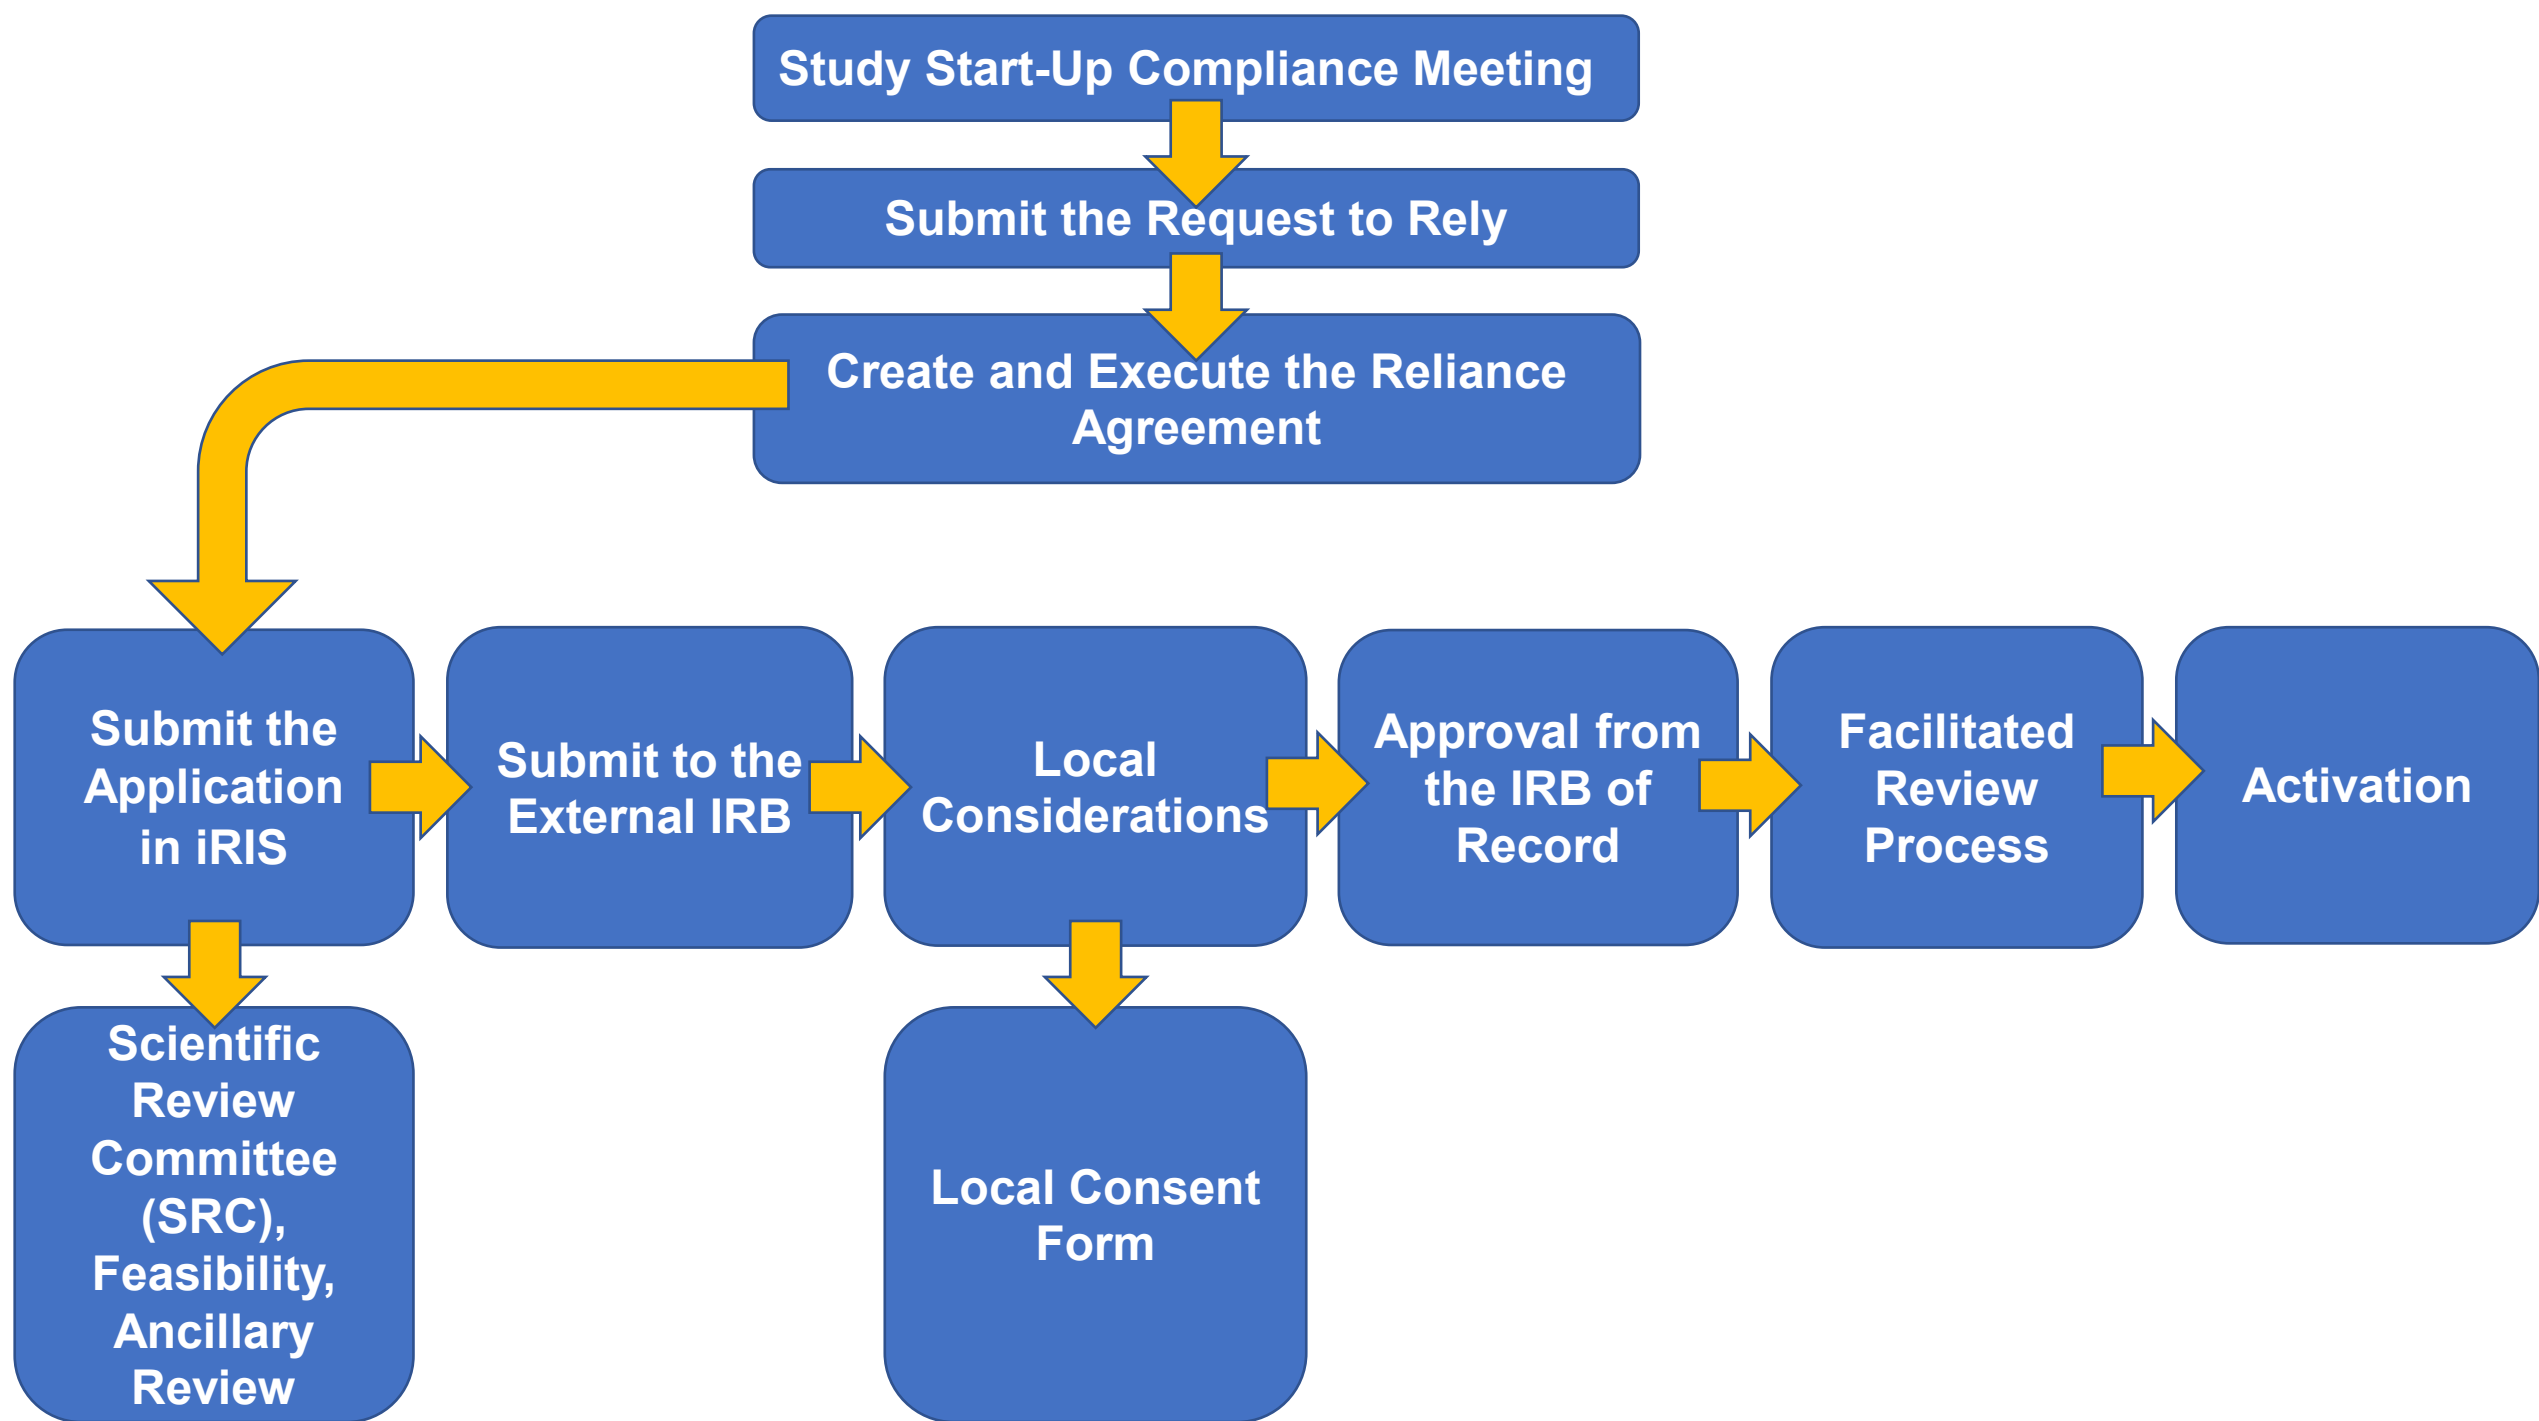 Study Start-Up Compliance Meeting
Submit the Request to Rely
Create and Execute the Reliance
Agreement
Submit the
Application
in iRIS
Submit to the
External IRB
Local
Considerations
Approval from
the IRB of
Record
Facilitated
Review
Process
Activation
Scientific
Review
Committee
(SRC),
Feasibility,
Ancillary
Review
Local Consent
Form